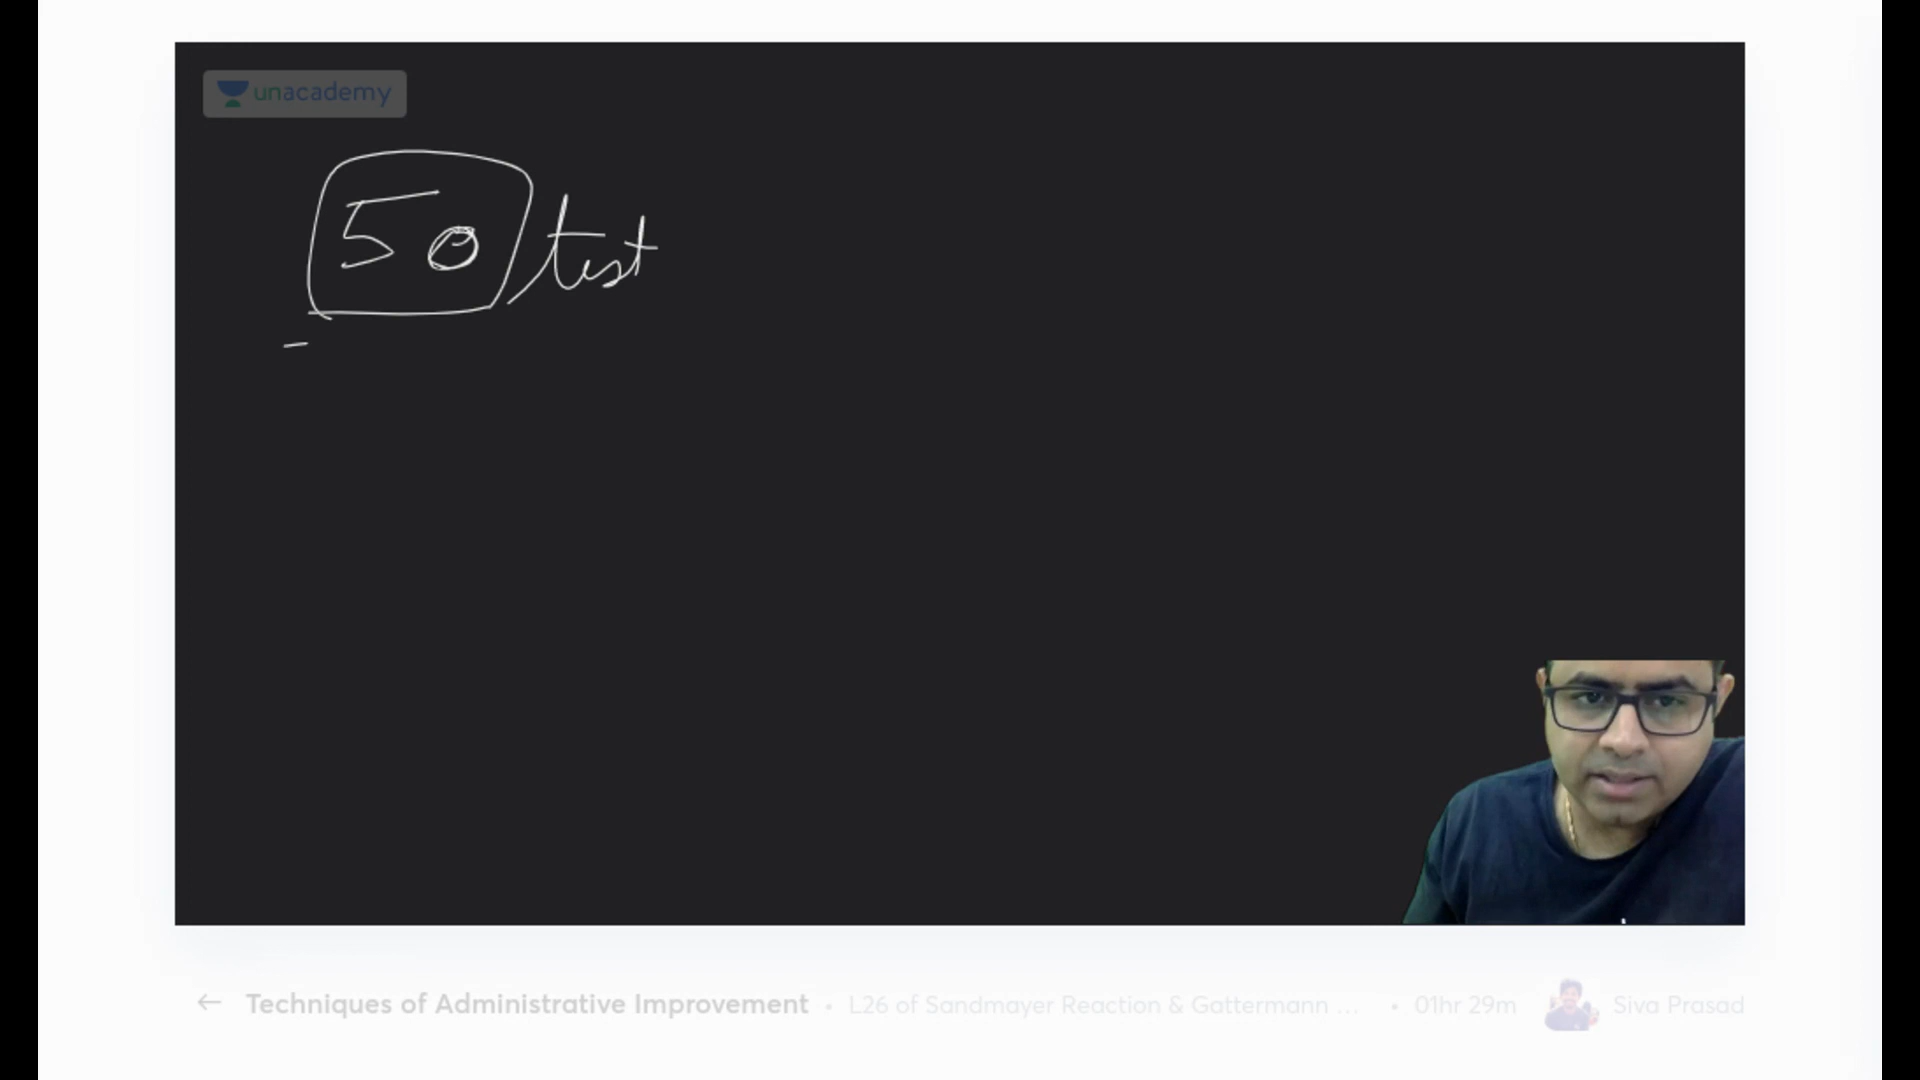 unacademy
50 test
Techniques of Administrative Improvement • L26 of Sandmayer Reaction & Gattermann ... • 01hr 29m Siva Prasad